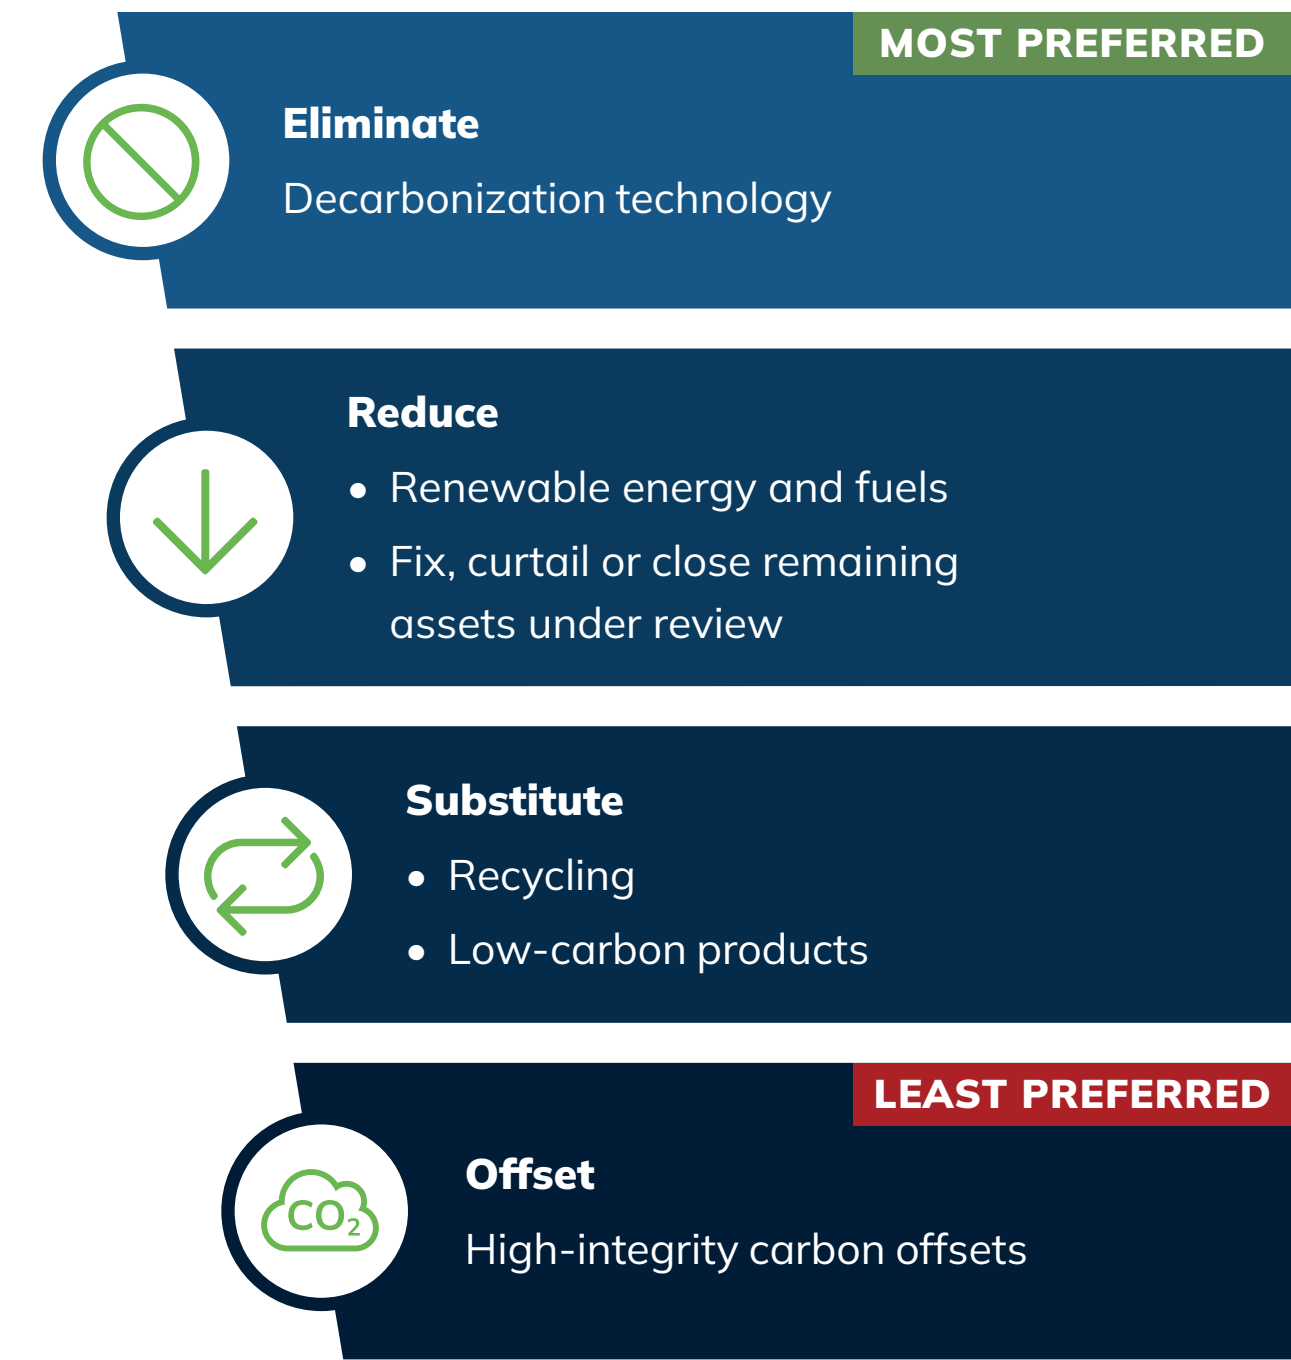 MOST PREFERRED
Eliminate
Decarbonization technology
Reduce
• Renewable energy and fuels
• Fix, curtail or close remaining
assets under review
Substitute
• Recycling
• Low-carbon products
LEAST PREFERRED
Offset
CO₂
High-integrity carbon offsets